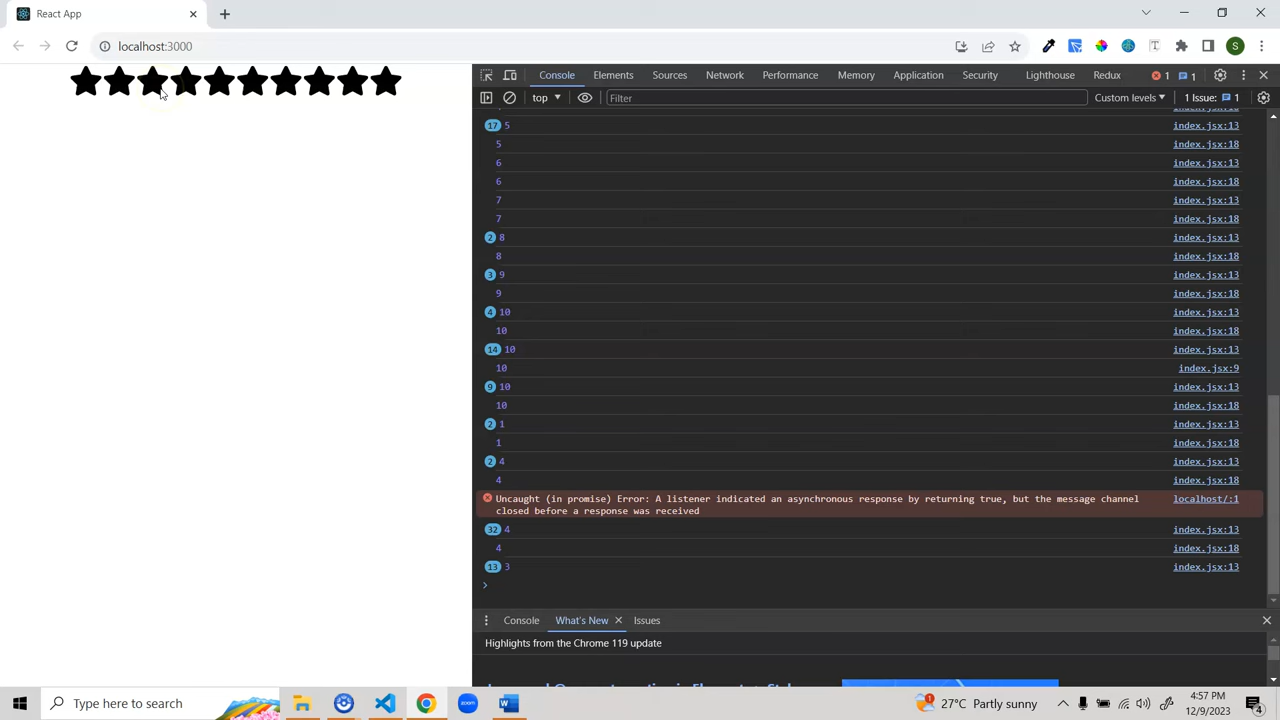 React App
localhost:3000
S
Console Elements Sources Network Performance Memory Application Security Lighthouse Redux 1 1
top Filter Custom levels 1 Issue: 1
17 5 index.jsx:13
5 index.jsx:18
6 index.jsx:13
6 index.jsx:18
7 index.jsx:13
7 index.jsx:18
2 8 index.jsx:13
8 index.jsx:18
3 9 index.jsx:13
9 index.jsx:18
4 10 index.jsx:13
10 index.jsx:18
14 10 index.jsx:13
10 index.jsx:9
9 10 index.jsx:13
10 index.jsx:18
2 1 index.jsx:13
1 index.jsx:18
2 4 index.jsx:13
4 index.jsx:18
Uncaught (in promise) Error: A listener indicated an asynchronous response by returning true, but the message channel localhost/:1
closed before a response was received
32 4 index.jsx:13
4 index.jsx:18
13 3 index.jsx:13
Console What's New Issues
Highlights from the Chrome 119 update
Type here to search
zoom
1 27°C Partly sunny
4:57 PM
12/9/2023
4